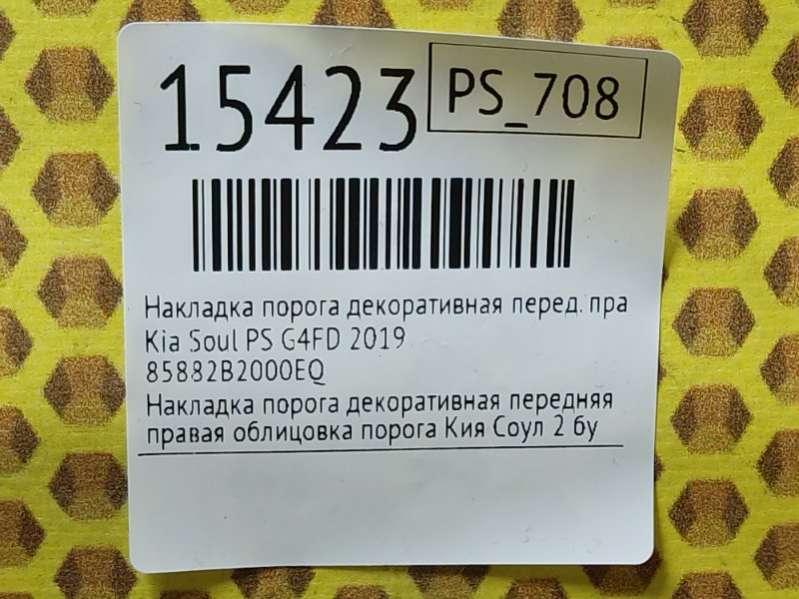 15423
PS_708
Накладка порога декоративная перед. пра
Kia Soul PS G4FD 2019
85882B2000EQ
Накладка порога декоративная передняя
правая облицовка порога Кия Соул 2 бу